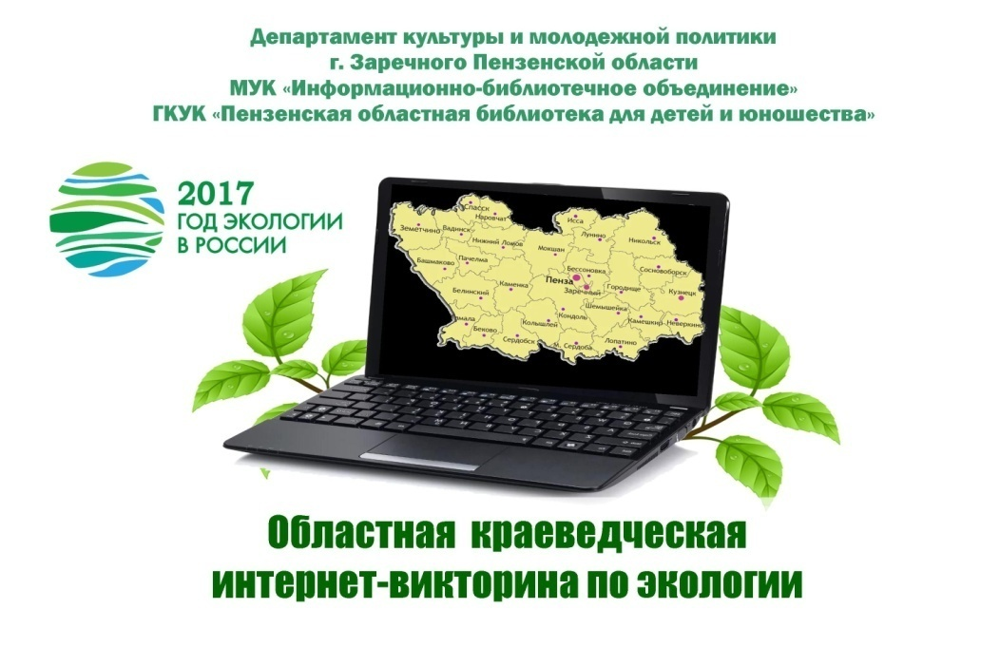 Департамент культуры и молодежной политики
г. Заречного Пензенской области
МУК «Информационно-библиотечное объединение»
ГКУК «Пензенская областная библиотека для детей и юношества»
2017
ГОД ЭКОЛОГИИ
В РОССИИ
Спасск
Наровчат
Земетчино
Вадинск
Исса
Лунино
Никольск
Нижний Ломов
Мокшан
Башмаково
Пачелма
Бессоновка
Сосновоборск
Пенза
Заречный
Городище
Кузнецк
Белинский
Каменка
Шемышейка
Камешкир
Неверкино
Кондоль
Колышлей
Беково
Сердобск
М. Сердоба
Лопатино
Областная краеведческая
интернет-викторина по экологии